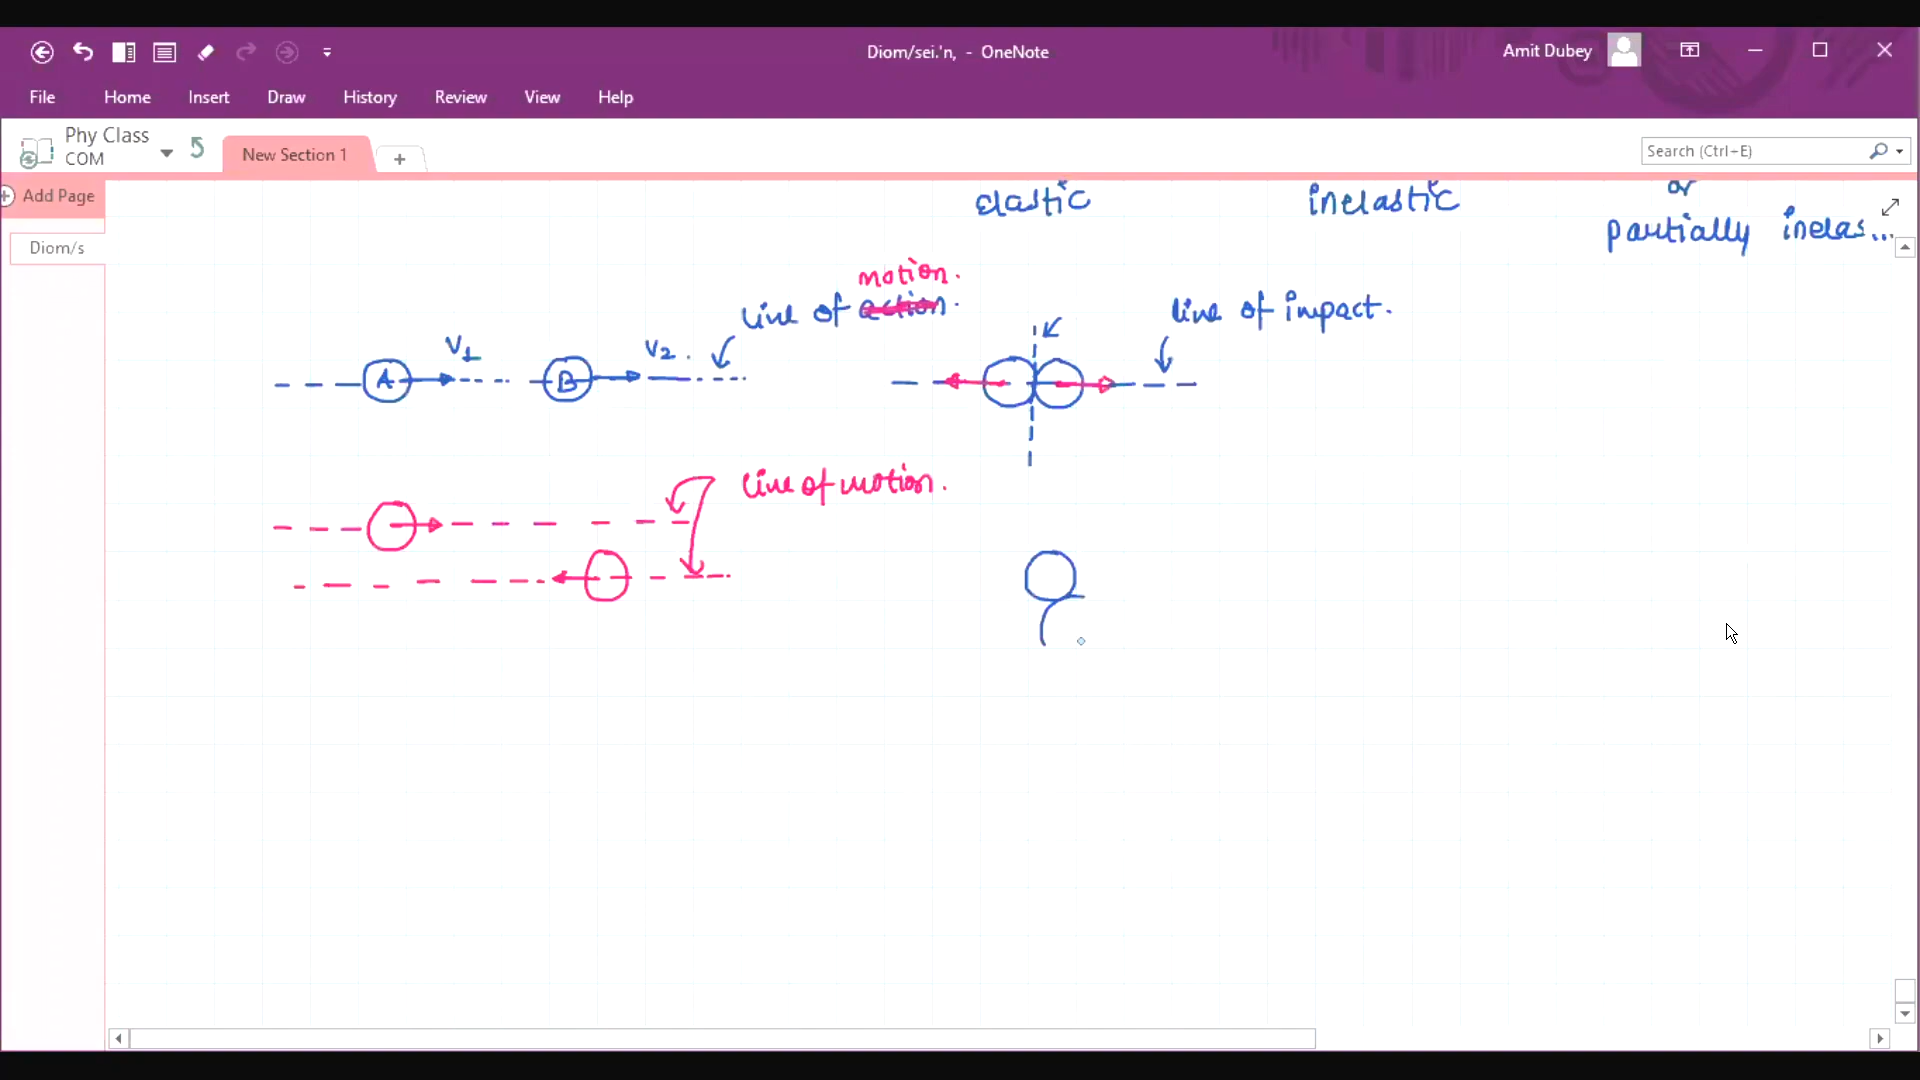 Diom/sei.'n, - OneNote
Amit Dubey
File Home Insert Draw History Review View Help
Phy Class
COM
New Section 1
+
Search (Ctrl+E)
Add Page
Diom/s
elastic inelastic or
partially inelas...
motion.
line of action.
line of impact.
V1
V2.
A
B
line of motion.